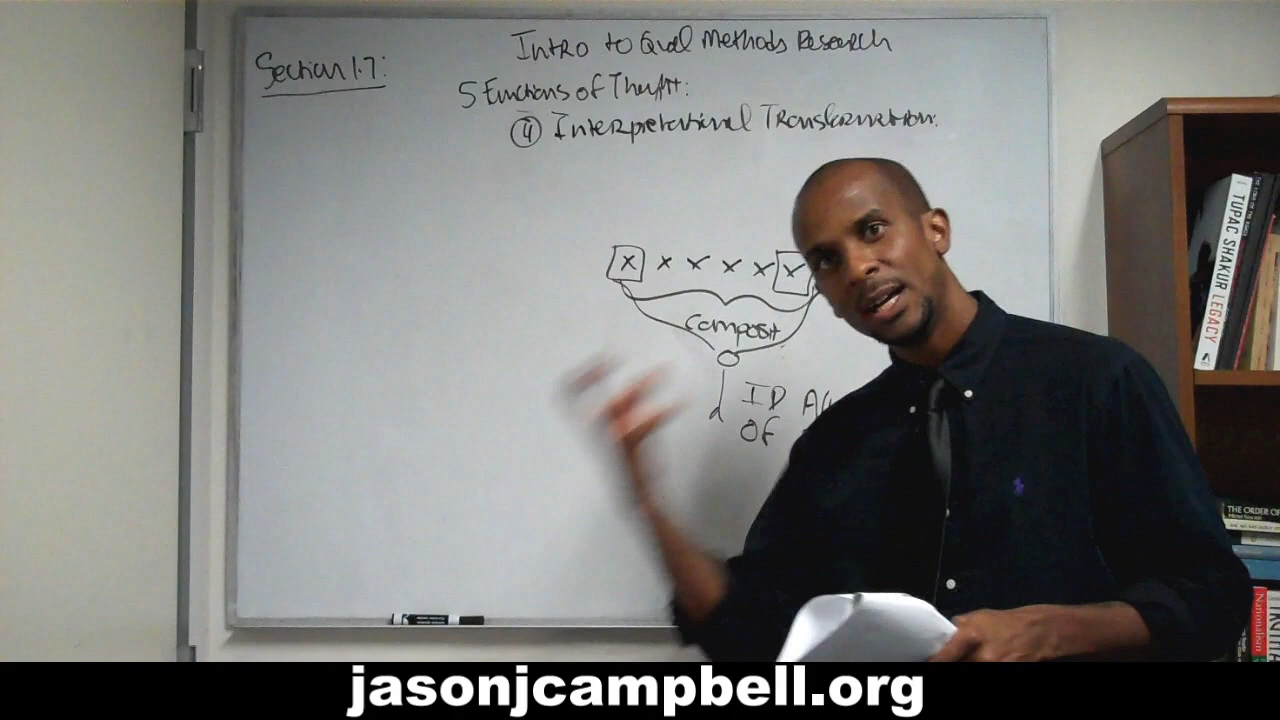 Intro to Qual Methods Research
Section 1.7:
5 Functions of
④ Interpretational Transformation.
x x x x x x
Composit
ID
OF
TUPAC SHAKUR LEGACY
THE ORDER OF
Nationalism
jasonjcampbell.org